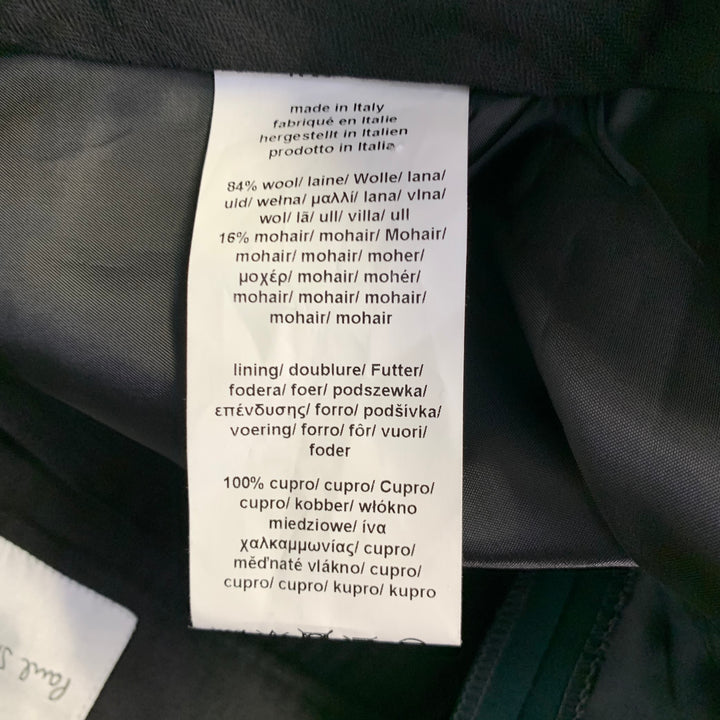 made in Italy
fabriqué en Italie
hergestellt in Italien
prodotto in Italia
84% wool/ laine/ Wolle/ lana/
uld/ wełna/ μαλλί/ lana/ vlna/
wol/ lã/ ull/ villa/ ull
16% mohair/ mohair/ Mohair/
mohair/ mohair/ moher/
μοχέρ/ mohair/ mohér/
mohair/ mohair/ mohair/
mohair/ mohair
lining/ doublure/ Futter/
fodera/ foer/ podszewka/
επένδυσης/ forro/ podšívka/
voering/ forro/ fôr/ vuori/
foder
100% cupro/ cupro/ Cupro/
cupro/ kobber/ włókno
miedziowe/ ίνα
χαλκαμμωνίας/ cupro/
měďnaté vlákno/ cupro/
cupro/ cupro/ kupro/ kupro
Paul